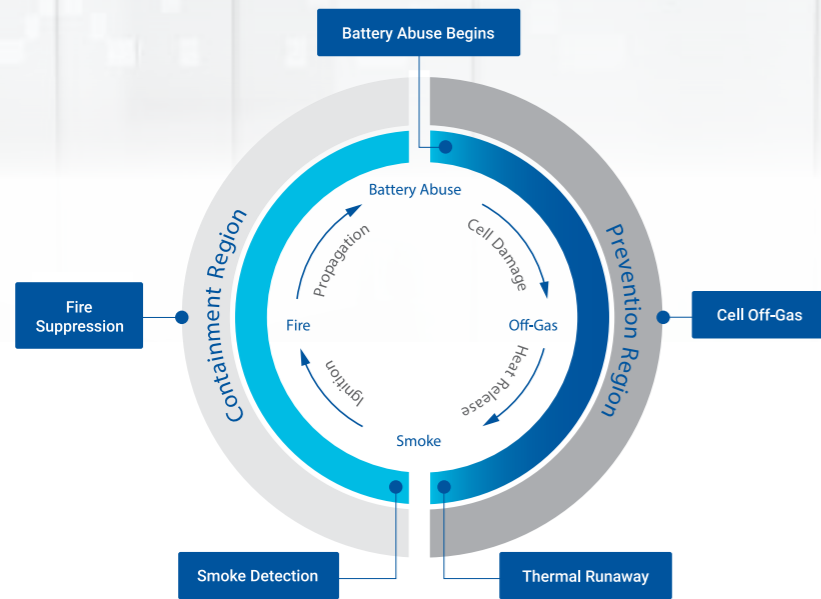 Battery Abuse Begins
Battery Abuse
Cell Damage
Propagation
Containment Region
Prevention Region
Fire
Suppression
Fire
Off-Gas
Cell Off-Gas
Ignition
Heat Release
Smoke
Smoke Detection
Thermal Runaway